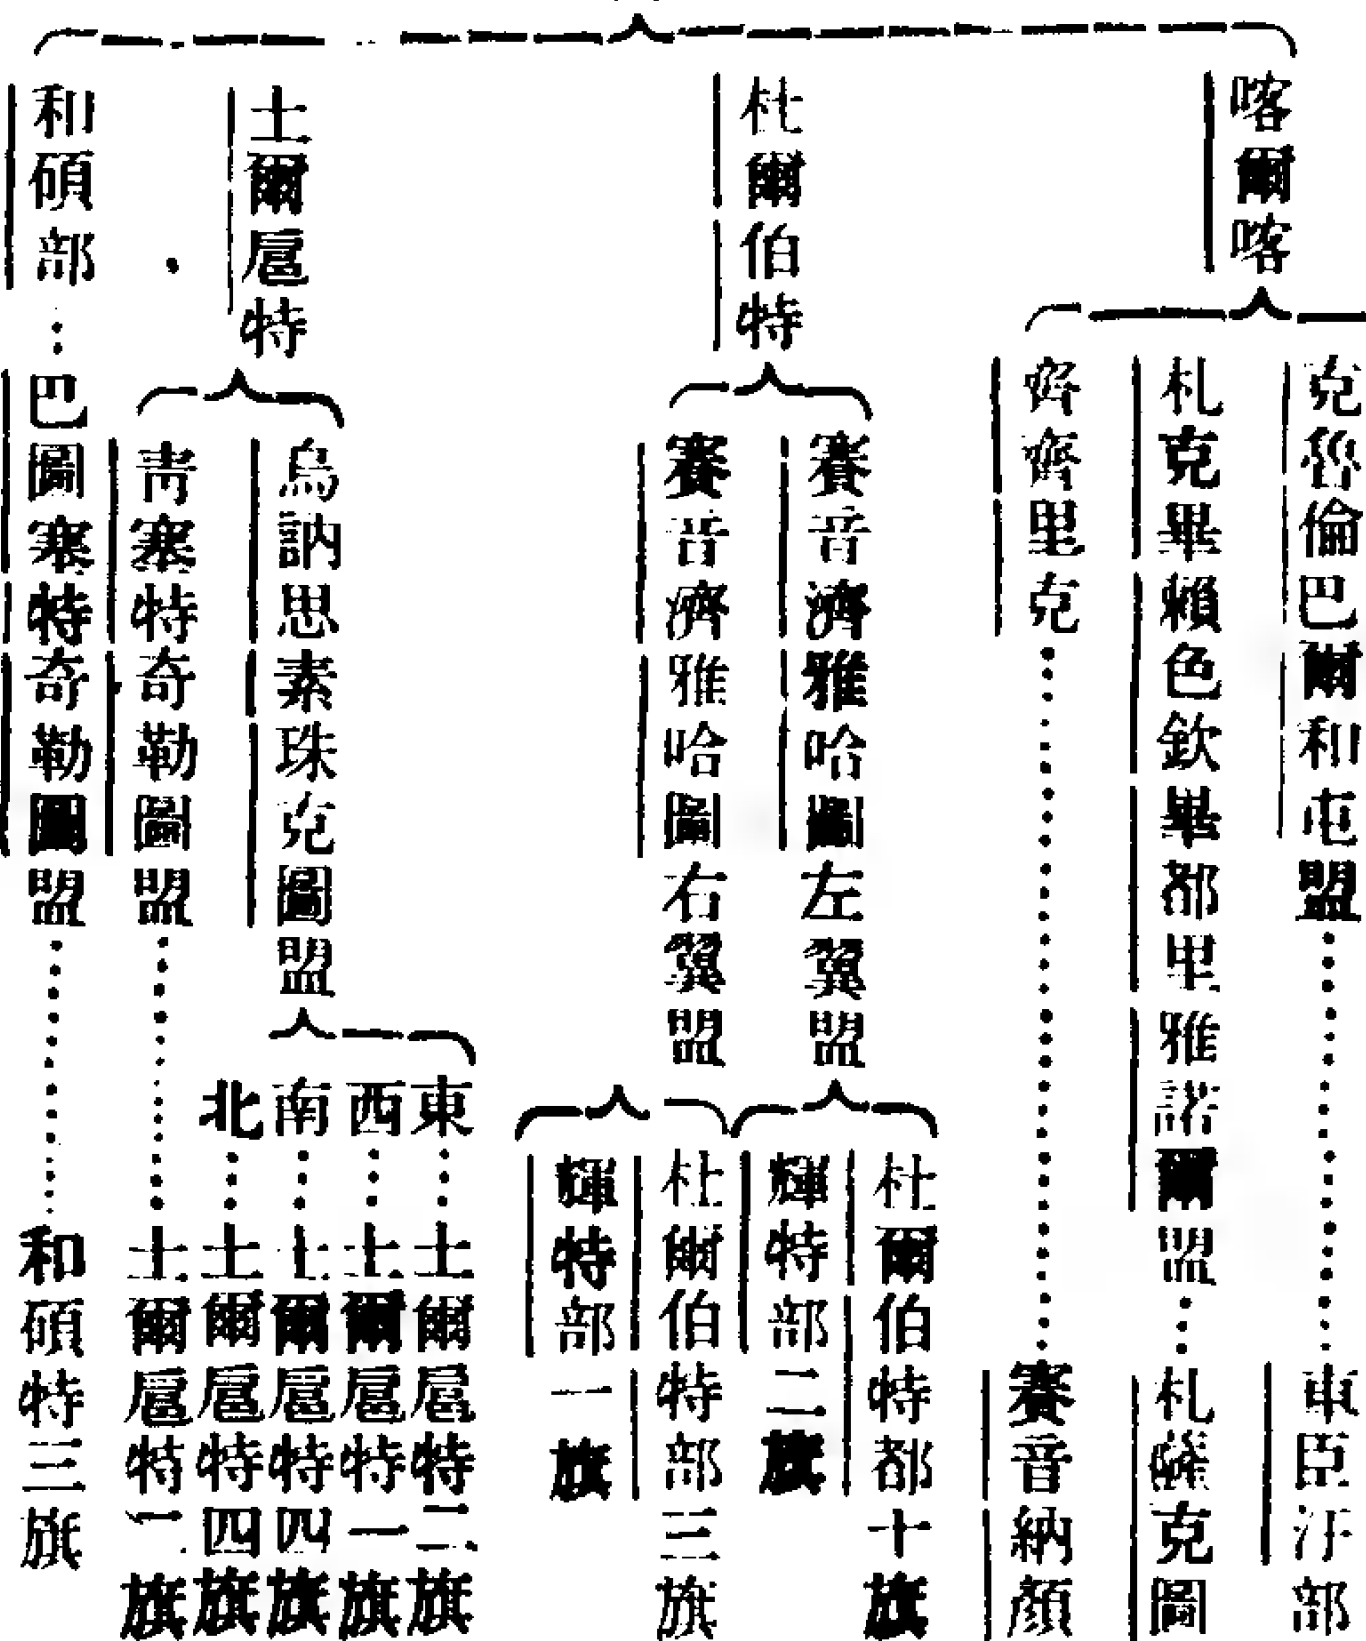 喀爾喀
克魯倫巴爾和屯盟……車臣汗部
札克畢賴色欽畢都里雅諾爾盟…札薩克圖
齊齊里克……賽音納顏
杜爾伯特
賽音濟雅哈圖左翼盟
杜爾伯特部十旗
輝特部二旗
賽音濟雅哈圖右翼盟
杜爾伯特部三旗
輝特部一旗
土爾扈特
烏訥思素珠克圖盟
東…土爾扈特二旗
西…土爾扈特一旗
南…土爾扈特四旗
北…土爾扈特四旗
靑塞特奇勒圖盟……土爾扈特二旗
和碩部…巴圖塞特奇勒圖盟……和碩特三旗